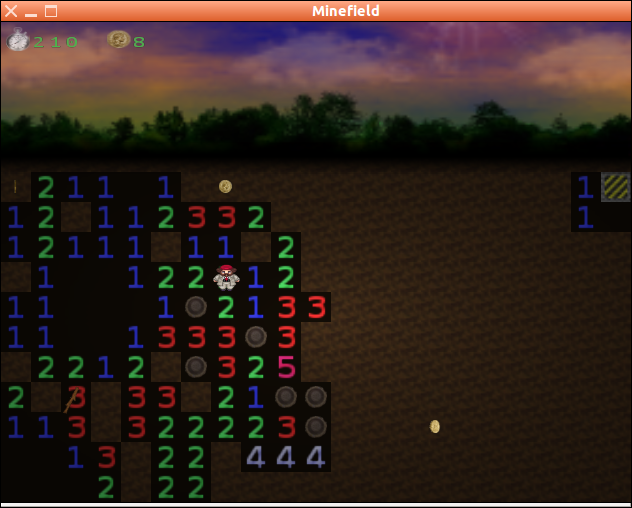 Minefield
210 8
2 1 1 1 1
1 2 1 1 2 3 3 2 1
1 2 1 1 1 1 1 2
1 1 2 2 1 2
1 1 1 2 1 3 3
1 1 1 3 3 3 3
2 2 1 2 3 2 5
2 3 3 3 2 1
1 1 3 3 2 2 2 2 3
1 3 2 2 4 4 4
2 2 2